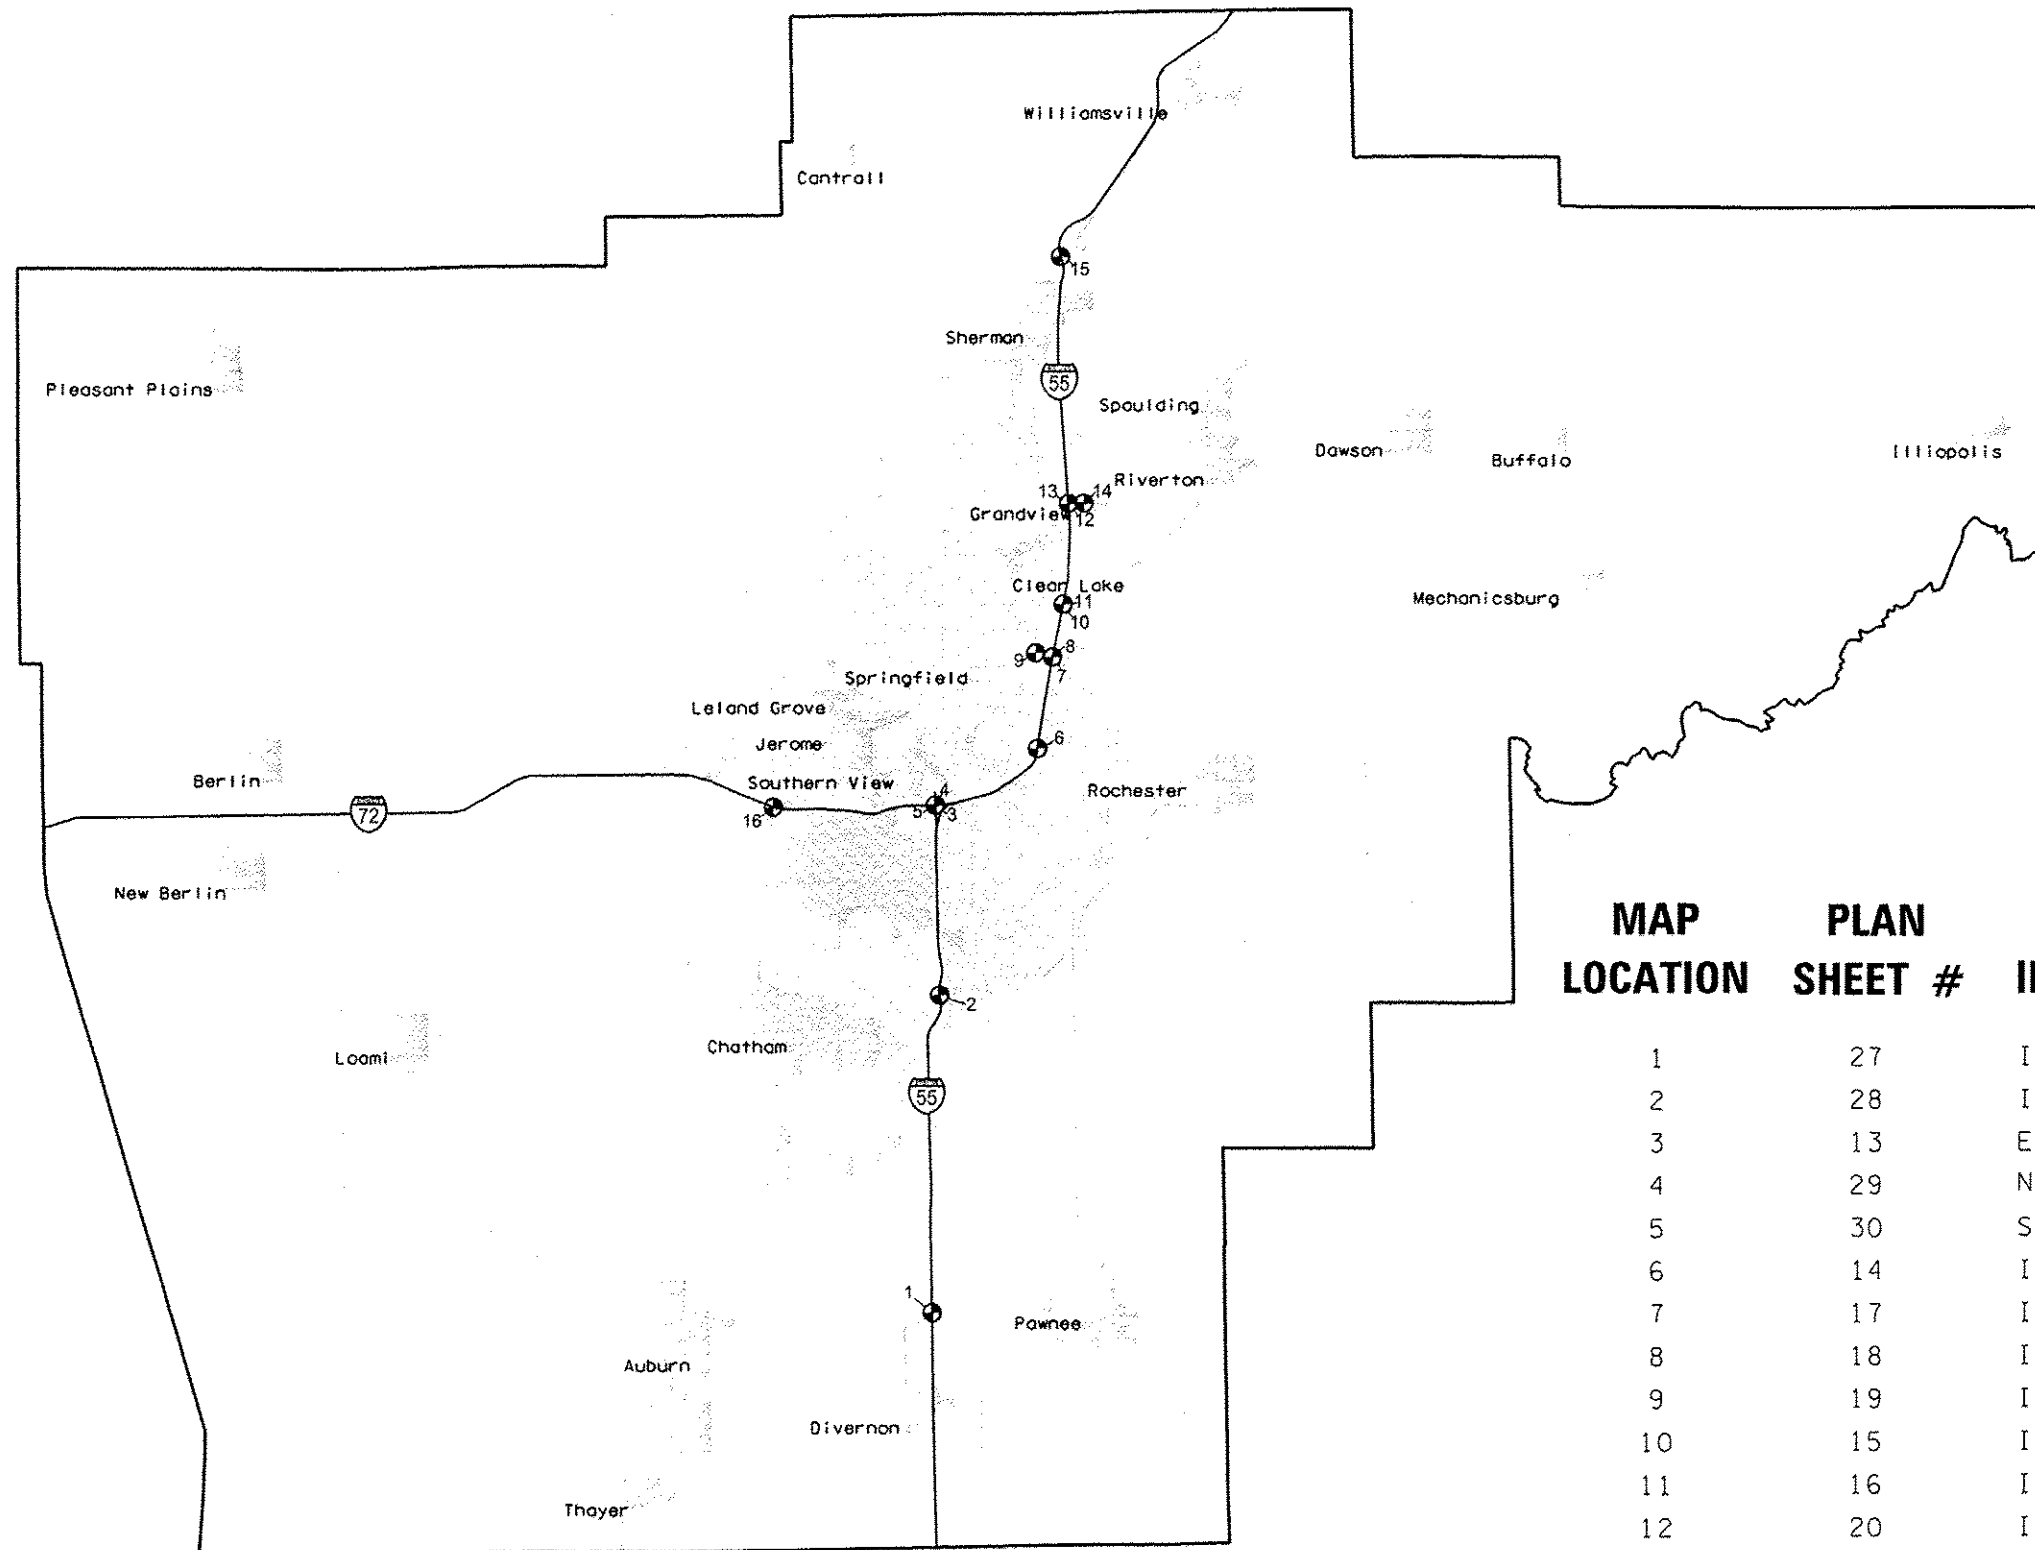 Williamsville
Cantrall
15
Sherman
Pleasant Plains
55
Spaulding
Dawson
Buffalo
Illiopolis
13
14
Riverton
Grandview
12
Clear Lake
11
10
Mechanicsburg
8
9
7
Springfield
Leland Grove
6
Jerome
Berlin
Southern View
Rochester
4
5
3
16
72
New Berlin
2
Chatham
Loami
55
1
Pawnee
Auburn
Divernon
Thayer
MAP PLAN
LOCATION SHEET #
1 27 I
2 28 I
3 13 E
4 29 N
5 30 S
6 14 I
7 17 I
8 18 I
9 19 I
10 15 I
11 16 I
12 20 I